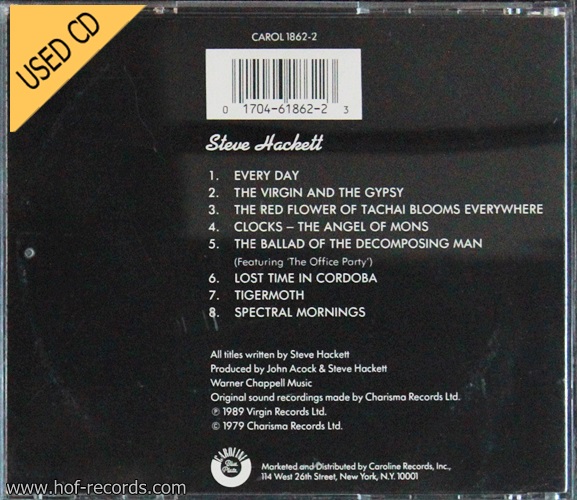 USED CD
CAROL 1862-2
0 1704-61862-2 3
Steve Hackett
1. EVERY DAY
2. THE VIRGIN AND THE GYPSY
3. THE RED FLOWER OF TACHAI BLOOMS EVERYWHERE
4. CLOCKS – THE ANGEL OF MONS
5. THE BALLAD OF THE DECOMPOSING MAN
(Featuring 'The Office Party')
6. LOST TIME IN CORDOBA
7. TIGERMOTH
8. SPECTRAL MORNINGS
All titles written by Steve Hackett
Produced by John Acock & Steve Hackett
Warner Chappell Music
Original sound recordings made by Charisma Records Ltd.
℗ 1989 Virgin Records Ltd.
© 1979 Charisma Records Ltd.
CAROLINE
Blue Plate
Marketed and Distributed by Caroline Records, Inc.,
114 West 26th Street, New York, N.Y. 10001
www.hof-records.com